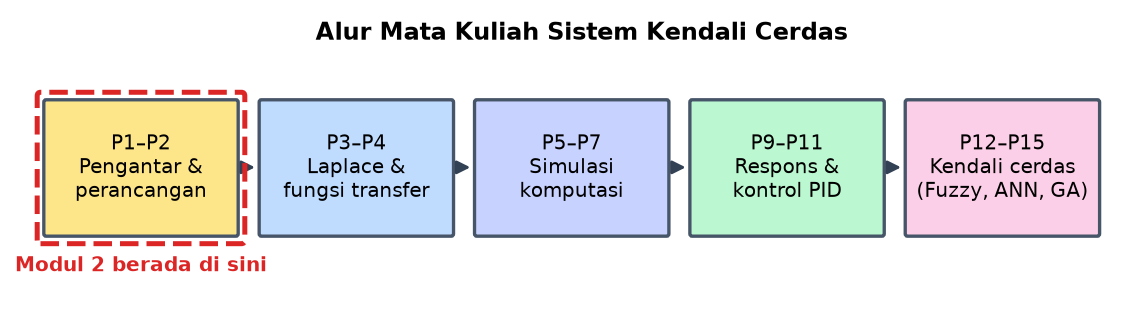 Alur Mata Kuliah Sistem Kendali Cerdas
P1–P2
Pengantar &
perancangan
P3–P4
Laplace &
fungsi transfer
P5–P7
Simulasi
komputasi
P9–P11
Respons &
kontrol PID
P12–P15
Kendali cerdas
(Fuzzy, ANN, GA)
Modul 2 berada di sini